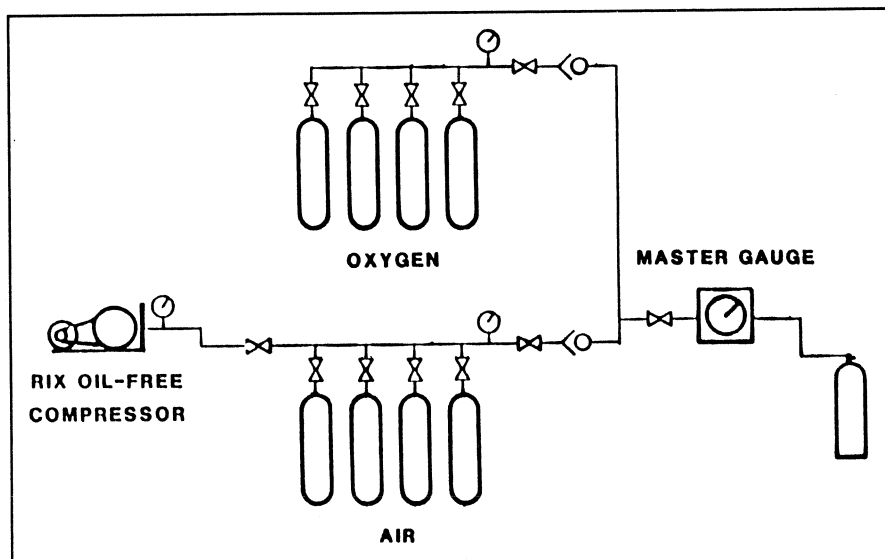 OXYGEN
MASTER GAUGE
RIX OIL-FREE
COMPRESSOR
AIR